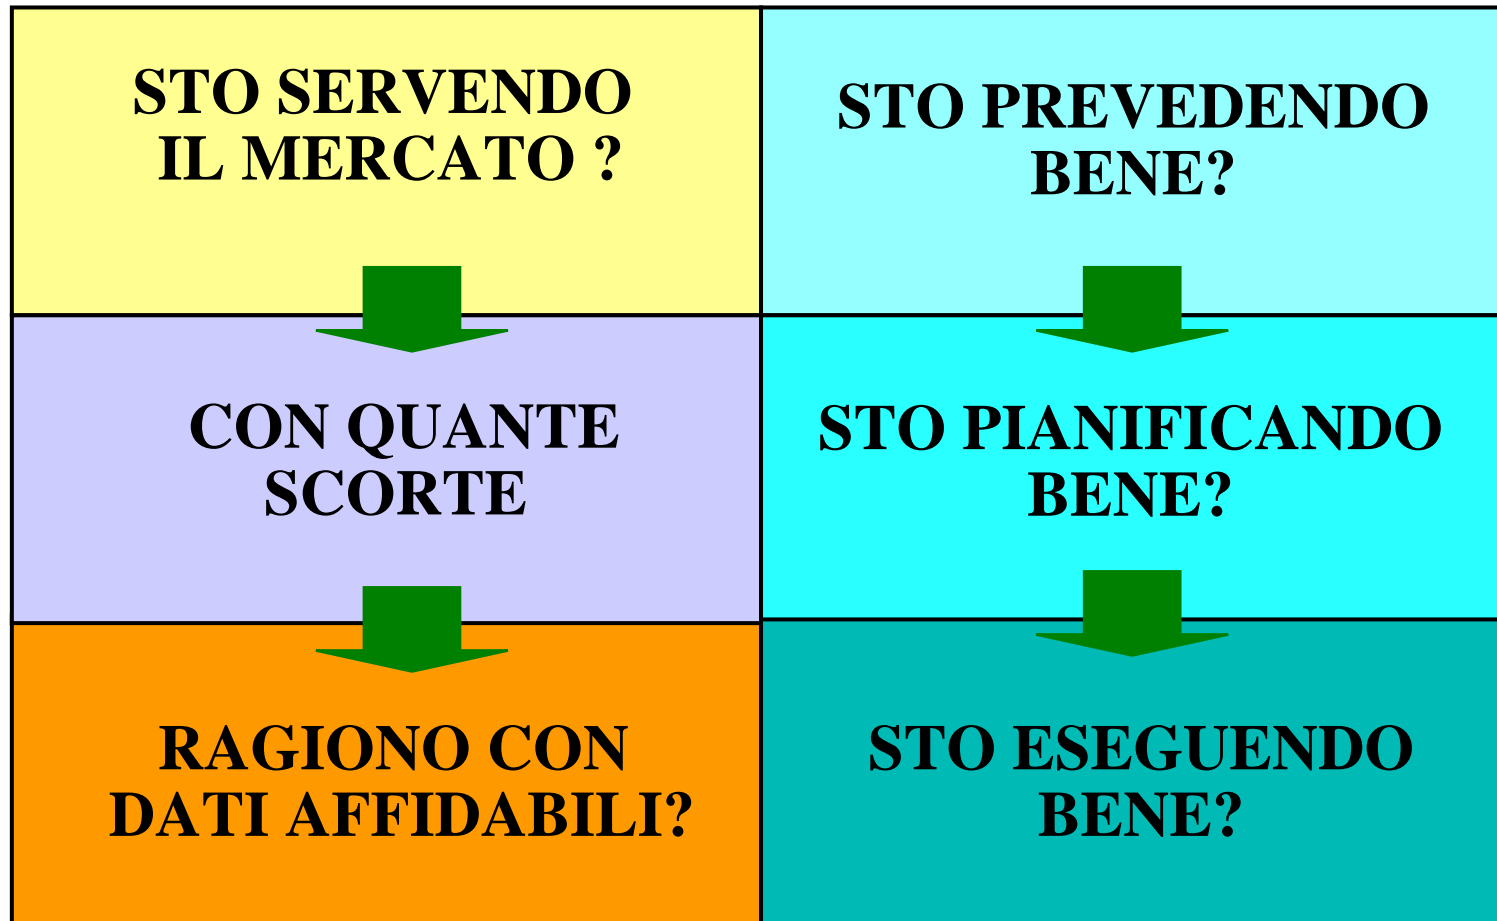 STO SERVENDO
IL MERCATO ?
CON QUANTE
SCORTE
RAGIONO CON
DATI AFFIDABILI?
STO PREVEDENDO
BENE?
STO PIANIFICANDO
BENE?
STO ESEGUENDO
BENE?